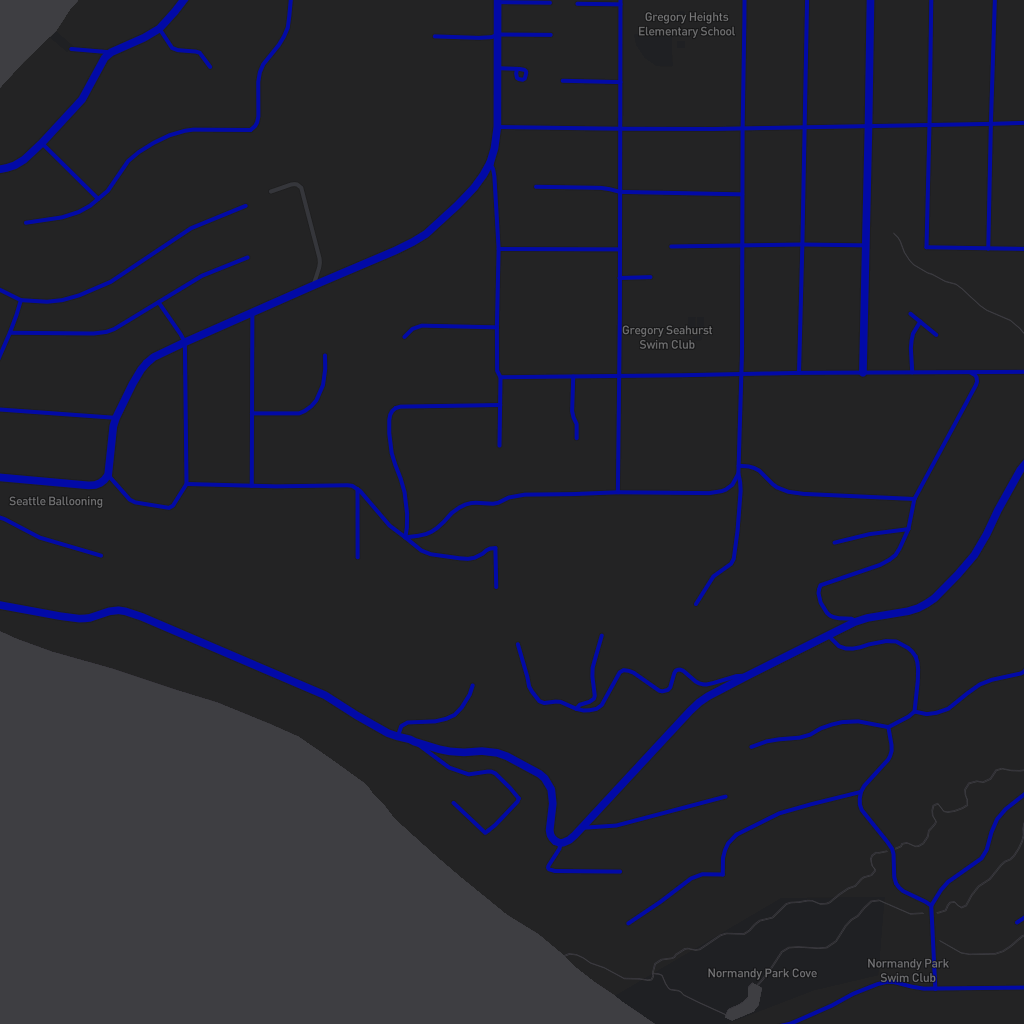 Gregory Heights
Elementary School
Gregory Seahurst
Swim Club
Seattle Ballooning
Normandy Park
Swim Club
Normandy Park Cove